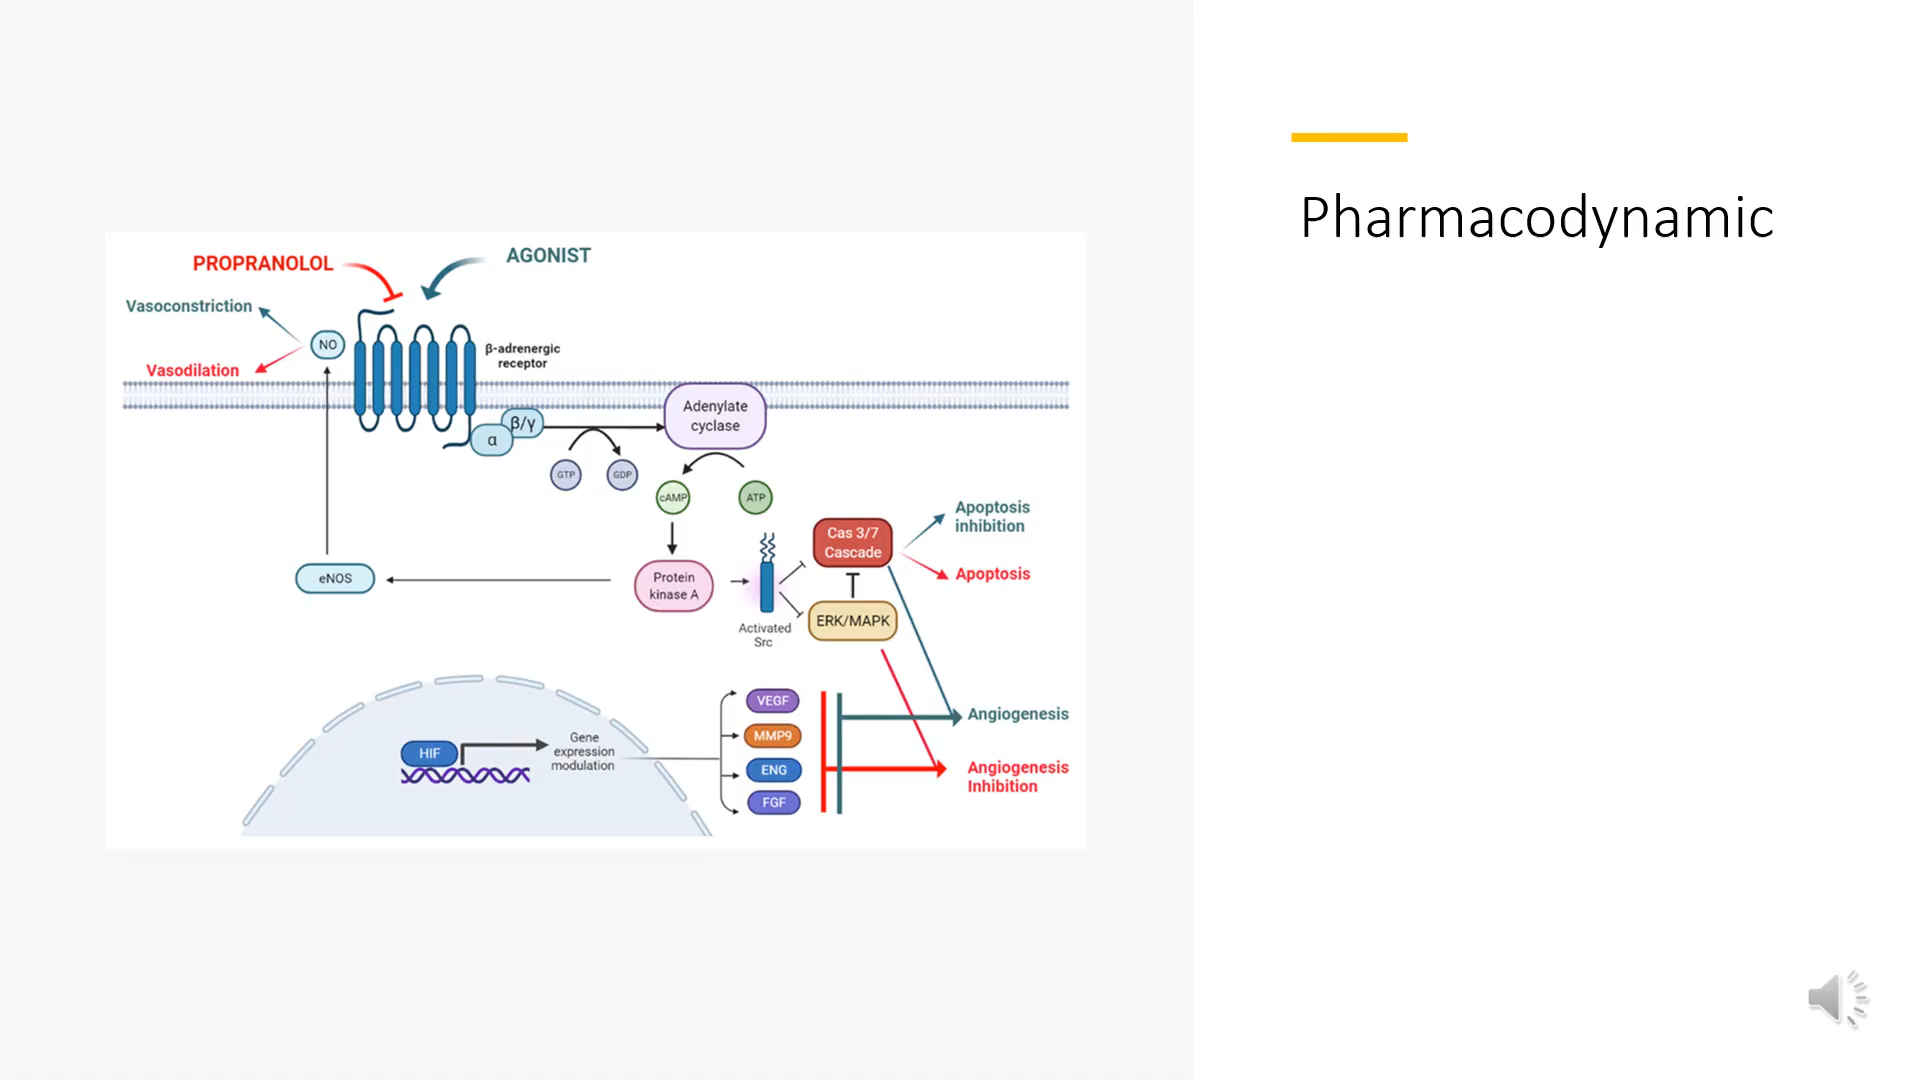 Pharmacodynamic
PROPRANOLOL
AGONIST
Vasoconstriction
NO
Vasodilation
β-adrenergic
receptor
Adenylate
cyclase
β/γ
α
GTP
GDP
cAMP
ATP
Cas 3/7
Cascade
Apoptosis
inhibition
Apoptosis
eNOS
Protein
kinase A
Activated
Src
ERK/MAPK
VEGF
MMP9
ENG
FGF
HIF
Gene
expression
modulation
Angiogenesis
Angiogenesis
Inhibition